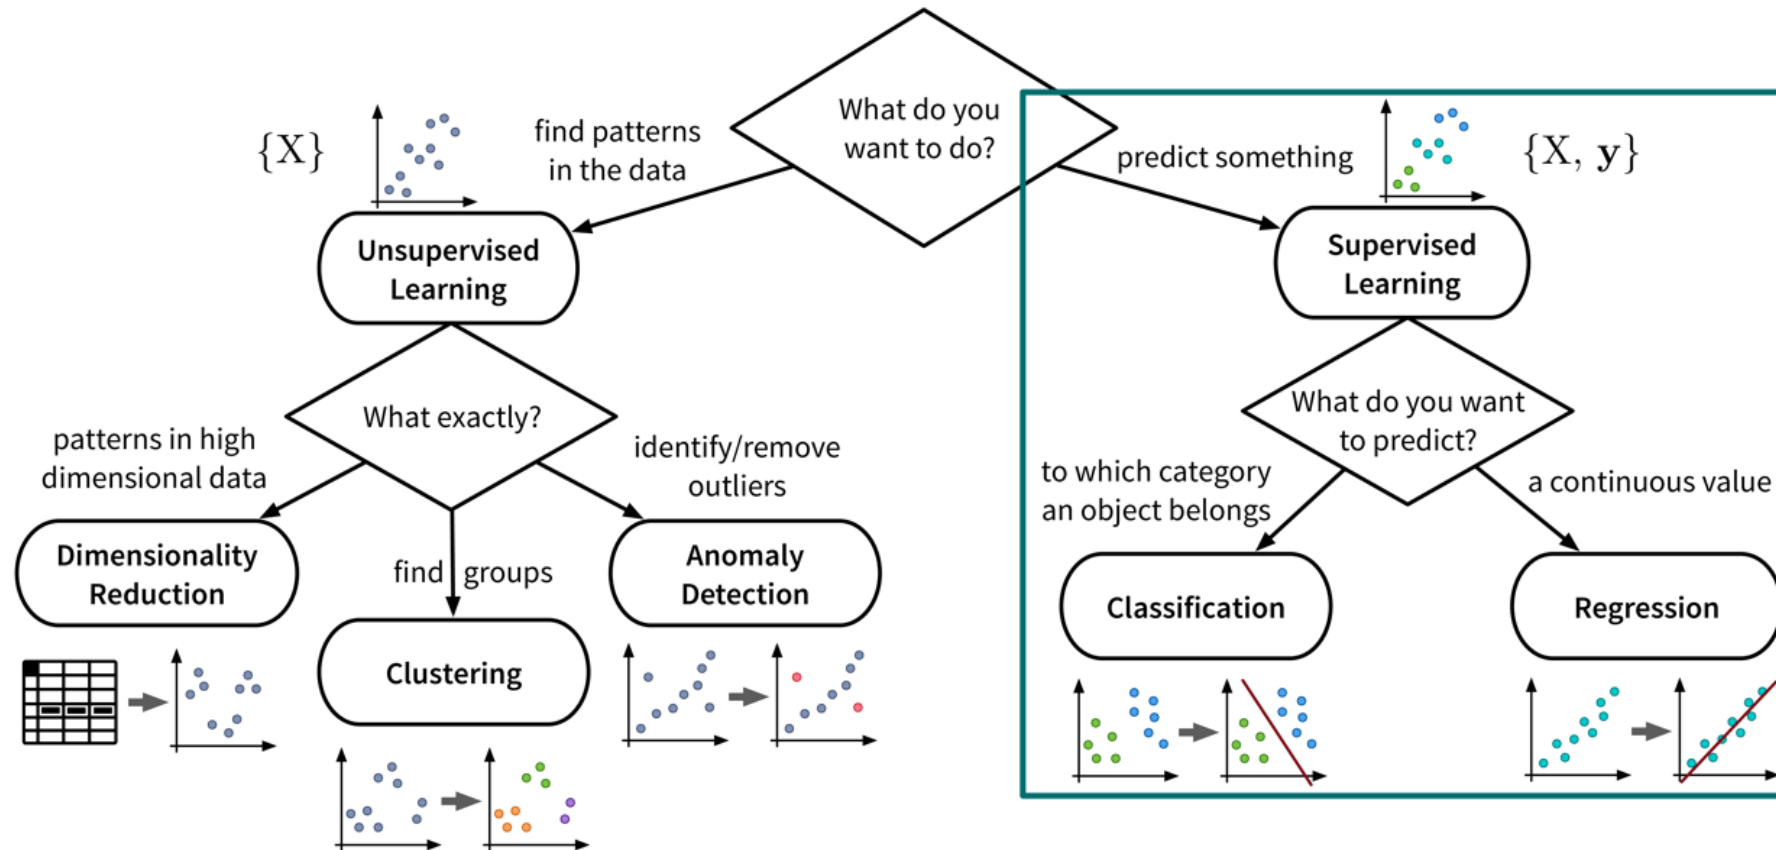 What do you
want to do?
find patterns
in the data
{X}
predict something
{X, y}
Unsupervised
Learning
Supervised
Learning
What exactly?
What do you want
to predict?
patterns in high
dimensional data
identify/remove
outliers
to which category
an object belongs
a continuous value
Dimensionality
Reduction
find groups
Anomaly
Detection
Classification
Regression
Clustering